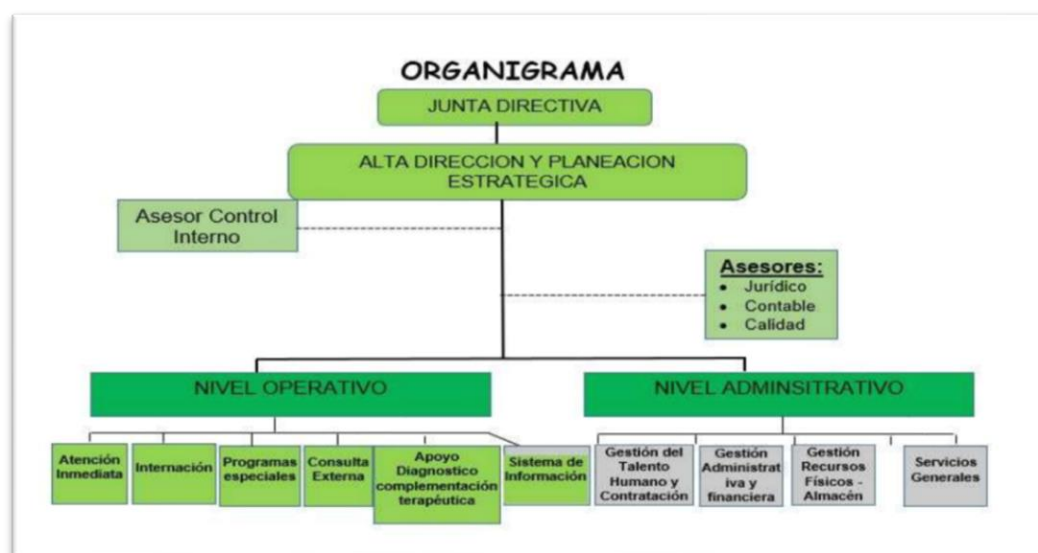 ORGANIGRAMA
JUNTA DIRECTIVA
ALTA DIRECCION Y PLANEACION
ESTRATEGICA
Asesor Control
Interno
Asesores:
• Jurídico
• Contable
• Calidad
NIVEL OPERATIVO
NIVEL ADMINSITRATIVO
Atención
Inmediata
Internación
Programas
especiales
Consulta
Externa
Apoyo
Diagnostico
complementación
terapéutica
Sistema de
Información
Gestión del
Talento
Humano y
Contratación
Gestión
Administrat
iva y
financiera
Gestión
Recursos
Físicos -
Almacén
Servicios
Generales